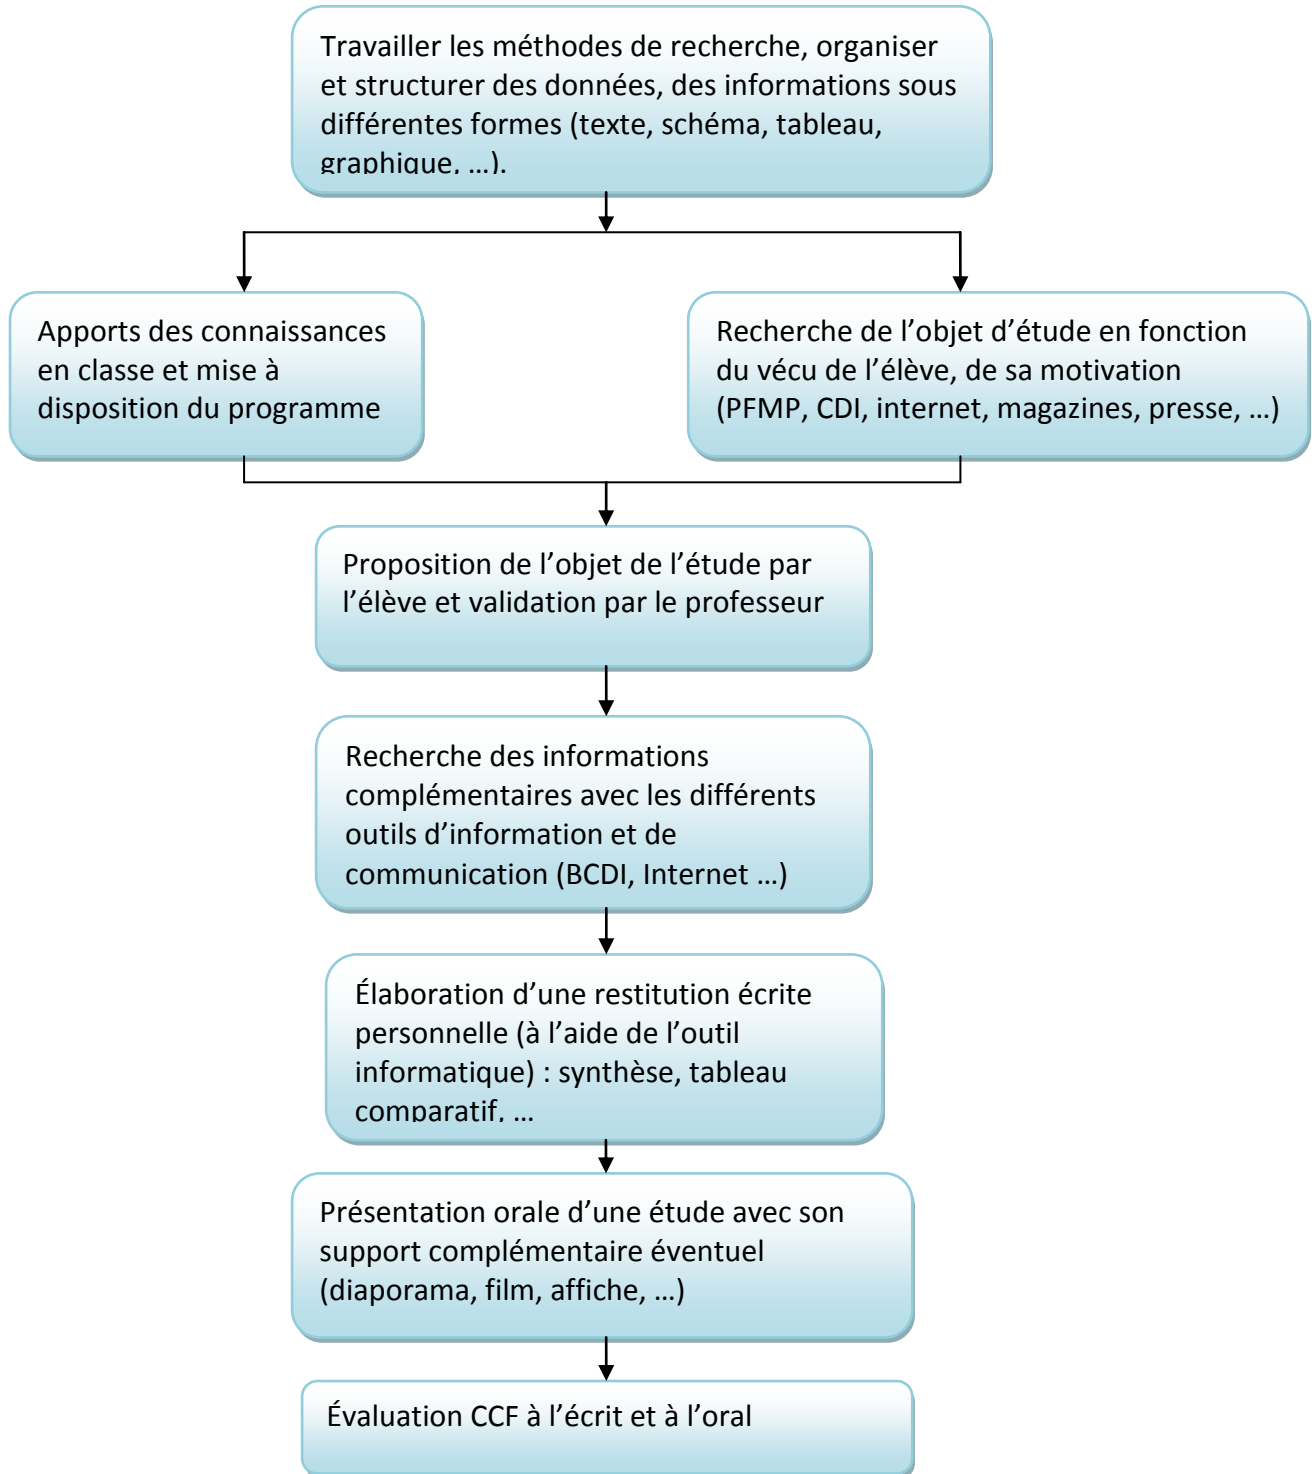 Travailler les méthodes de recherche, organiser
et structurer des données, des informations sous
différentes formes (texte, schéma, tableau,
graphique, …).
Apports des connaissances
en classe et mise à
disposition du programme
Recherche de l’objet d’étude en fonction
du vécu de l’élève, de sa motivation
(PFMP, CDI, internet, magazines, presse, …)
Proposition de l’objet de l’étude par
l’élève et validation par le professeur
Recherche des informations
complémentaires avec les différents
outils d’information et de
communication (BCDI, Internet …)
Élaboration d’une restitution écrite
personnelle (à l’aide de l’outil
informatique) : synthèse, tableau
comparatif, …
Présentation orale d’une étude avec son
support complémentaire éventuel
(diaporama, film, affiche, …)
Évaluation CCF à l’écrit et à l’oral